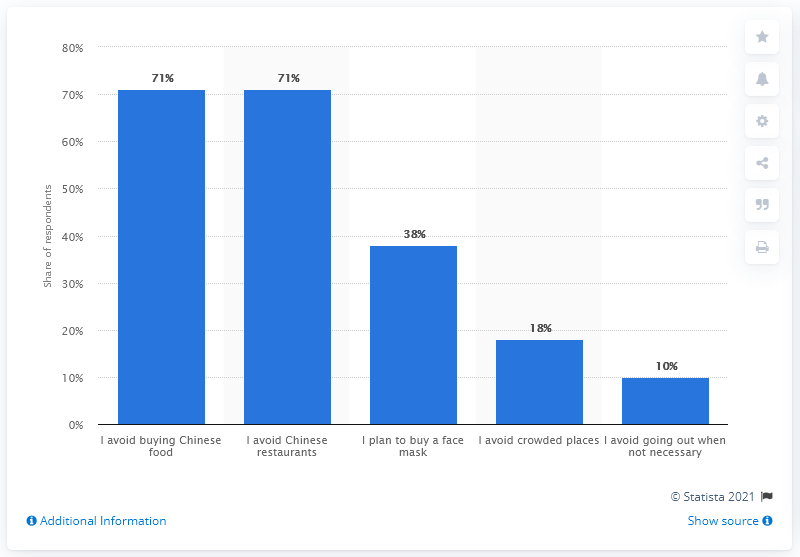 80%
70%
60%
50%
40%
30%
20%
10%
0%
Share of respondents
71%
71%
38%
18%
10%
I avoid buying Chinese
food
I avoid Chinese
restaurants
I plan to buy a face
mask
I avoid crowded places
I avoid going out when
not necessary
© Statista 2021
Additional Information
Show source